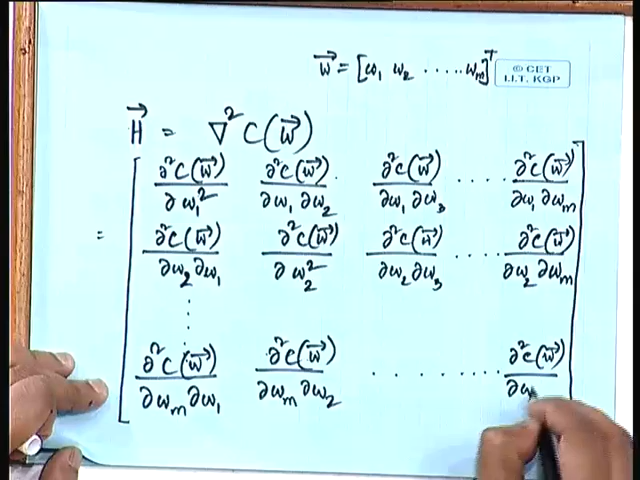 w⃗ = [w₁ w₂ ..... wₘ]ᵀ
© CET
I.I.T. KGP
H⃗ = ∇²C(w⃗)
= [ ∂²C(w⃗)/∂w₁² ∂²C(w⃗)/∂w₁∂w₂ ∂²C(w⃗)/∂w₁∂w₃ .... ∂²C(w⃗)/∂w₁∂wₘ
∂²C(w⃗)/∂w₂∂w₁ ∂²C(w⃗)/∂w₂² ∂²C(w⃗)/∂w₂∂w₃ .... ∂²C(w⃗)/∂w₂∂wₘ
⋮
∂²C(w⃗)/∂wₘ∂w₁ ∂²C(w⃗)/∂wₘ∂w₂ ........ ∂²C(w⃗)/∂w ]